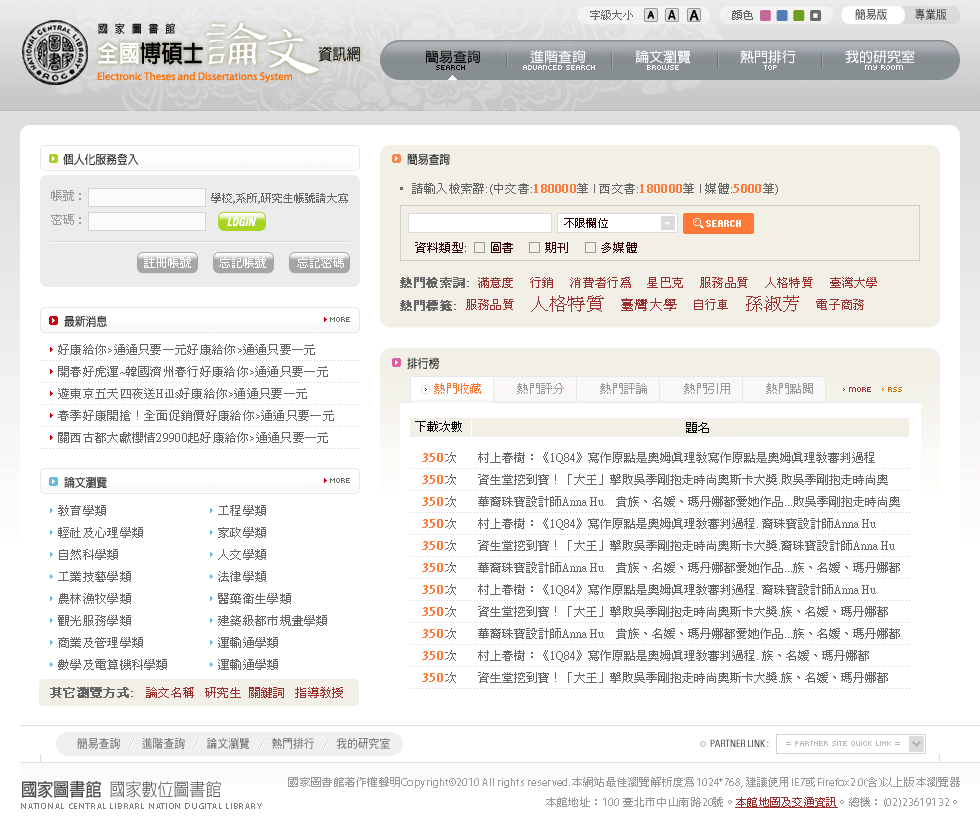 字級大小 A A A 顏色 簡易版 專業版
國家圖書館
全國博碩士論文資訊網
Electronic Theses and Dissertations System
NATIONAL CENTRAL LIBRARY
R.O.C
簡易查詢 進階查詢 論文瀏覽 熱門排行 我的研究室
SEARCH ADVANCED SEARCH BROWSE TOP MY ROOM
個人化服務登入
帳號： 學校,系所,研究生帳號請大寫
密碼： LOGIN
註冊帳號 忘記帳號 忘記密碼
最新消息 MORE
好康給你>通通只要一元好康給你>通通只要一元
開春好虎運~韓國濟州春行好康給你>通通只要一元
遊東京五天四夜送Hills好康給你>通通只要一元
春季好康開搶！全面促銷價好康給你>通通只要一元
關西古都大獻櫻情29900起好康給你>通通只要一元
論文瀏覽 MORE
教育學類 工程學類
輕社及心理學類 家政學類
自然科學類 人文學類
工業技藝學類 法律學類
農林漁牧學類 醫藥衛生學類
觀光服務學類 建築級都市規畫學類
商業及管理學類 運輸通學類
數學及電算機科學類 運輸通學類
其它瀏覽方式: 論文名稱 研究生 關鍵詞 指導教授
簡易查詢
請輸入檢索辭:(中文書:180000筆 | 西文書:180000筆 | 媒體:5000筆)
不限欄位 SEARCH
資料類型: 圖書 期刊 多媒體
熱門檢索詞: 滿意度 行銷 消費者行為 星巴克 服務品質 人格特質 臺灣大學
熱門標籤: 服務品質 人格特質 臺灣大學 自行車 孫淑芳 電子商務
排行榜
熱門收藏 熱門評分 熱門評論 熱門引用 熱門點閱 MORE RSS
下載次數 題名
350次 村上春樹：《1Q84》寫作原點是奧姆真理教寫作原點是奧姆真理教審判過程
350次 資生堂挖到寶！「大王」擊敗吳季剛抱走時尚奧斯卡大獎.敗吳季剛抱走時尚奧
350次 華裔珠寶設計師Anna Hu 貴族、名媛、瑪丹娜都愛她作品...敗吳季剛抱走時尚奧
350次 村上春樹：《1Q84》寫作原點是奧姆真理教審判過程. 裔珠寶設計師Anna Hu
350次 資生堂挖到寶！「大王」擊敗吳季剛抱走時尚奧斯卡大獎.裔珠寶設計師Anna Hu
350次 華裔珠寶設計師Anna Hu 貴族、名媛、瑪丹娜都愛她作品...族、名媛、瑪丹娜都
350次 村上春樹：《1Q84》寫作原點是奧姆真理教審判過程. 裔珠寶設計師Anna Hu
350次 資生堂挖到寶！「大王」擊敗吳季剛抱走時尚奧斯卡大獎.族、名媛、瑪丹娜都
350次 華裔珠寶設計師Anna Hu 貴族、名媛、瑪丹娜都愛她作品...族、名媛、瑪丹娜都
350次 村上春樹：《1Q84》寫作原點是奧姆真理教審判過程. 族、名媛、瑪丹娜都
350次 資生堂挖到寶！「大王」擊敗吳季剛抱走時尚奧斯卡大獎.族、名媛、瑪丹娜都
簡易查詢 / 進階查詢 / 論文瀏覽 / 熱門排行 / 我的研究室
PARTNER LINK : = PARTNER SITE QUICK LINK =
國家圖書館 國家數位圖書館
NATIONAL CENTRAL LIBRARL NATION DUGITAL LIBRARY
國家圖書館著作權聲明Copyright©2010 All rights reserved.本網站最佳瀏覽解析度為1024*768,建議使用IE7或Firefox2.0(含)以上版本瀏覽器
本館地址：100 臺北市中山南路20號。本館地圖及交通資訊。總機：(02)23619132。